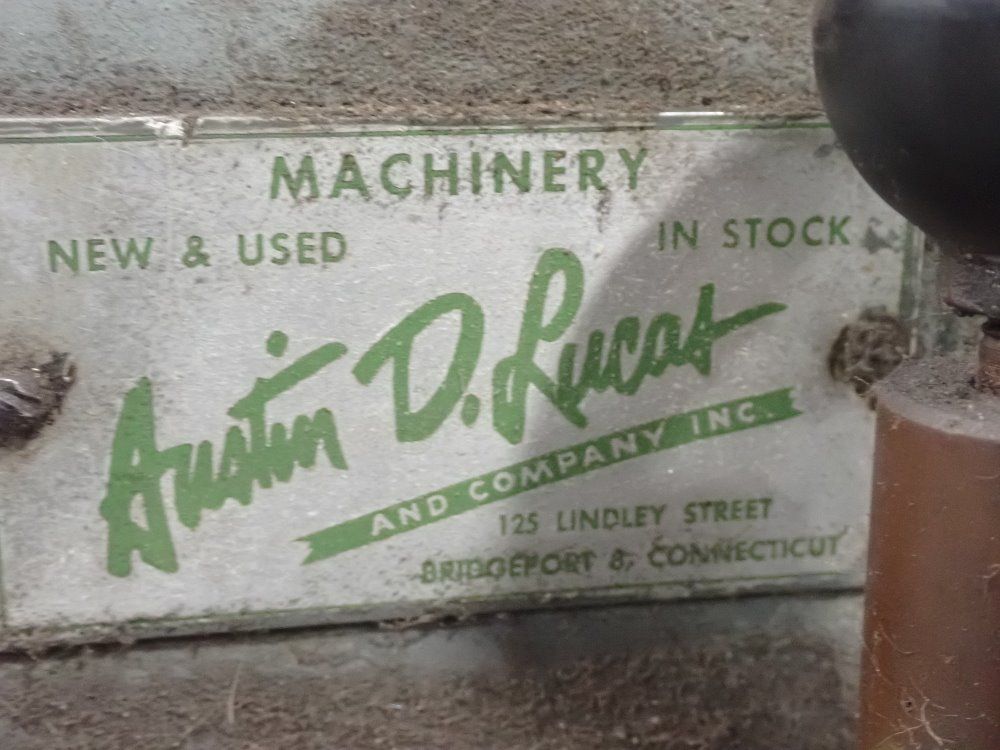 MACHINERY
NEW & USED IN STOCK
Austin D. Lucas
AND COMPANY INC.
125 LINDLEY STREET
BRIDGEPORT 8, CONNECTICUT